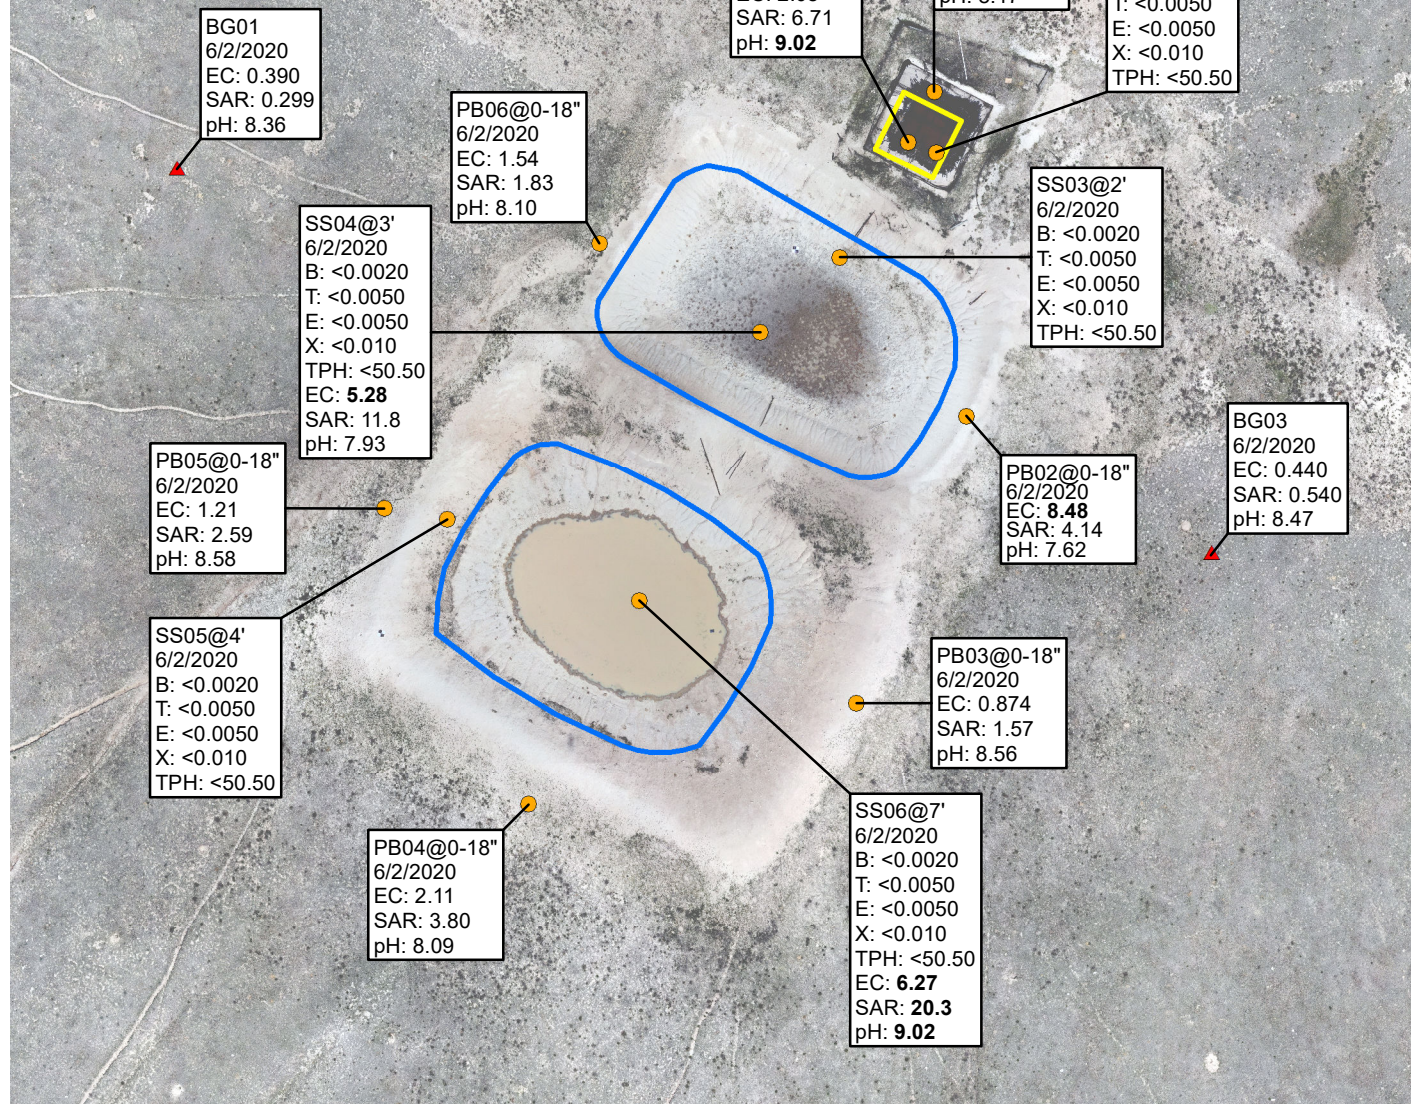 BG01
6/2/2020
EC: 0.390
SAR: 0.299
pH: 8.36
SAR: 6.71
pH: 9.02
T: <0.0050
E: <0.0050
X: <0.010
TPH: <50.50
PB06@0-18"
6/2/2020
EC: 1.54
SAR: 1.83
pH: 8.10
SS03@2'
6/2/2020
B: <0.0020
T: <0.0050
E: <0.0050
X: <0.010
TPH: <50.50
SS04@3'
6/2/2020
B: <0.0020
T: <0.0050
E: <0.0050
X: <0.010
TPH: <50.50
EC: 5.28
SAR: 11.8
pH: 7.93
BG03
6/2/2020
EC: 0.440
SAR: 0.540
pH: 8.47
PB05@0-18"
6/2/2020
EC: 1.21
SAR: 2.59
pH: 8.58
PB02@0-18"
6/2/2020
EC: 8.48
SAR: 4.14
pH: 7.62
SS05@4'
6/2/2020
B: <0.0020
T: <0.0050
E: <0.0050
X: <0.010
TPH: <50.50
PB03@0-18"
6/2/2020
EC: 0.874
SAR: 1.57
pH: 8.56
PB04@0-18"
6/2/2020
EC: 2.11
SAR: 3.80
pH: 8.09
SS06@7'
6/2/2020
B: <0.0020
T: <0.0050
E: <0.0050
X: <0.010
TPH: <50.50
EC: 6.27
SAR: 20.3
pH: 9.02